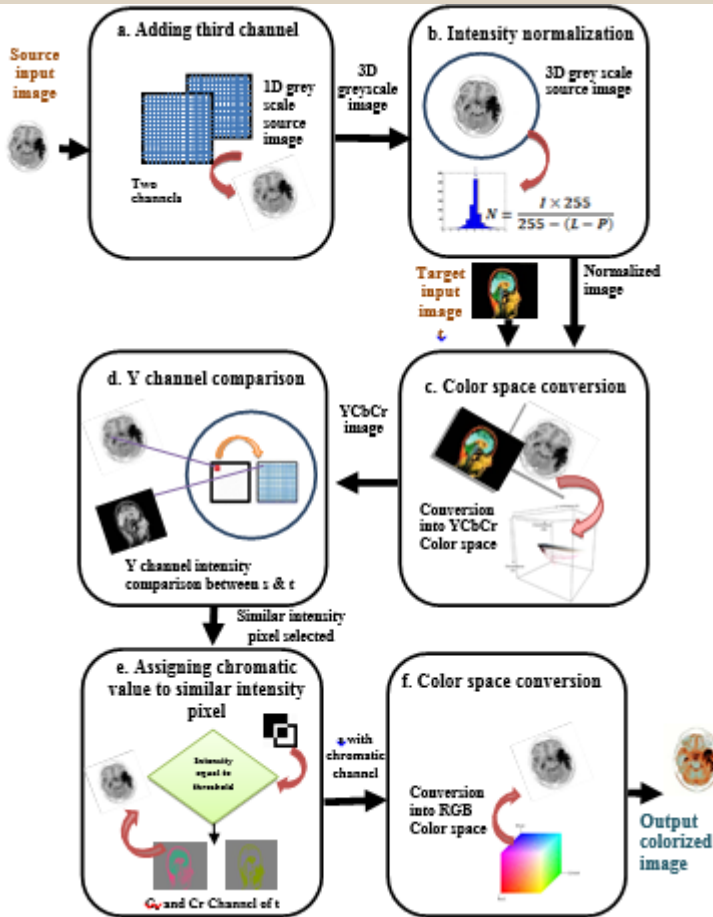 a. Adding third channel
b. Intensity normalization
Source
input
image
1D grey
scale
source
image
Two
channels
3D
greyscale
image
3D grey scale
source image
N = I × 255 / 255 − (L − P)
Target
input
image
t
Normalized
image
d. Y channel comparison
YCbCr
image
c. Color space conversion
Conversion
into YCbCr
Color space
Y channel intensity
comparison between s & t
Similar intensity
pixel selected
e. Assigning chromatic
value to similar intensity
pixel
Intensity
equal to
threshold
and Cr Channel of t
with
chromatic
channel
f. Color space conversion
Conversion
into RGB
Color space
Output
colorized
image